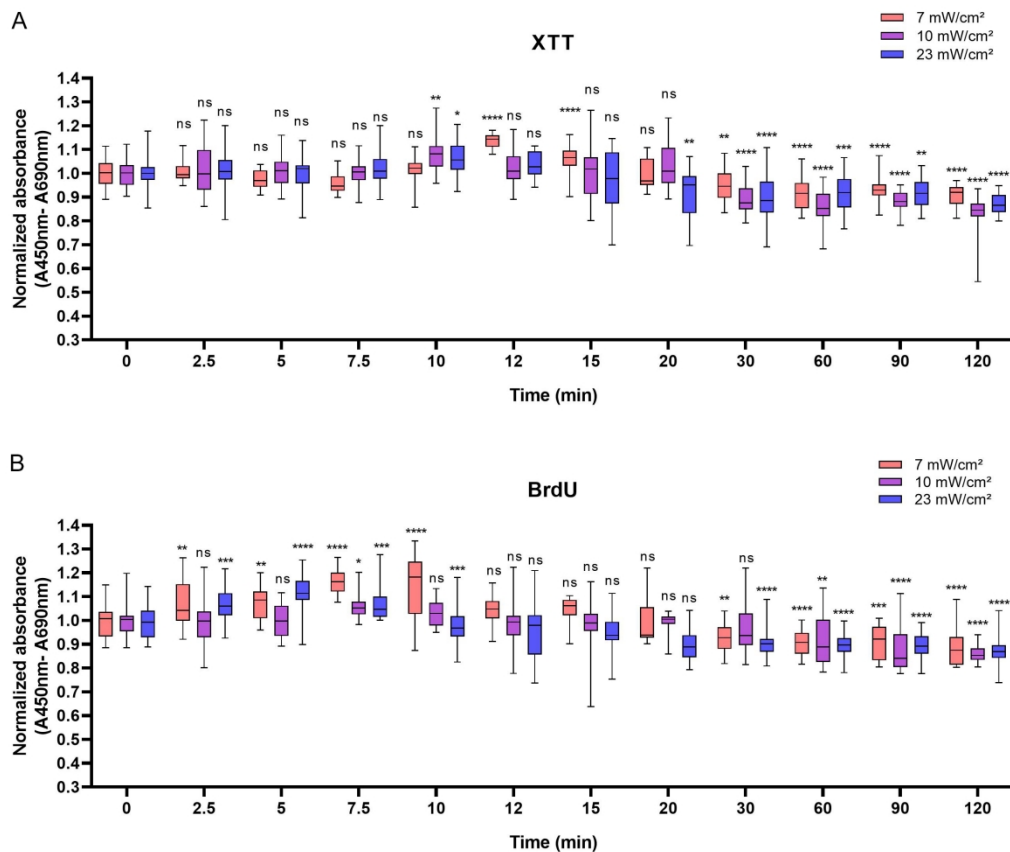 A
XTT
7 mW/cm²
10 mW/cm²
23 mW/cm²
Normalized absorbance
(A450nm- A690nm)
1.4
1.3
1.2
1.1
1.0
0.9
0.8
0.7
0.6
0.5
0.4
0.3
ns ns ns
ns ns ns
ns ns ns
ns ** *
**** ns ns
**** ns ns
ns ns **
** **** ****
**** **** ***
**** **** **
**** **** ****
0 2.5 5 7.5 10 12 15 20 30 60 90 120
Time (min)
B
BrdU
7 mW/cm²
10 mW/cm²
23 mW/cm²
Normalized absorbance
(A450nm- A690nm)
1.4
1.3
1.2
1.1
1.0
0.9
0.8
0.7
0.6
0.5
0.4
0.3
** ns ***
** ns ****
**** * ***
**** ns ***
ns ns ns
ns ns ns
ns ns ns
** ns ****
**** ** ****
*** **** ****
**** **** ****
0 2.5 5 7.5 10 12 15 20 30 60 90 120
Time (min)